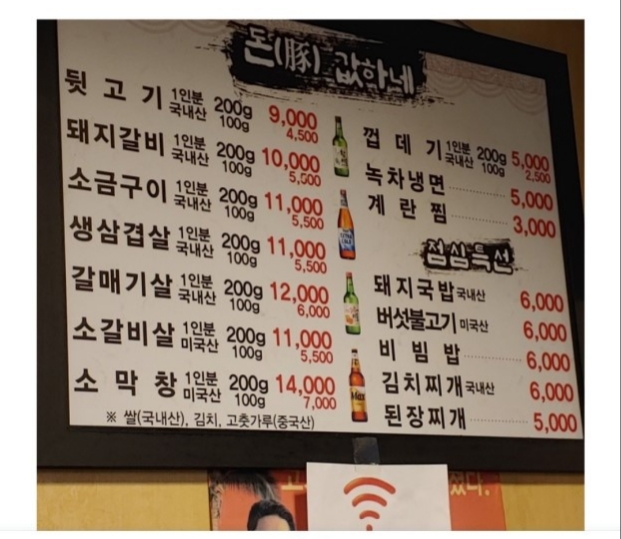 돈(豚) 값하네
뒷고기 1인분 국내산 200g 9,000
100g 4,500
돼지갈비 1인분 국내산 200g 10,000
100g 5,500
소금구이 1인분 국내산 200g 11,000
100g 5,500
생삼겹살 1인분 국내산 200g 11,000
100g 5,500
갈매기살 1인분 국내산 200g 12,000
100g 6,000
소갈비살 1인분 미국산 200g 11,000
100g 5,500
소막창 1인분 미국산 200g 14,000
100g 7,000
※ 쌀(국내산), 김치, 고춧가루(중국산)
껍데기 1인분 국내산 200g 5,000
100g 2,500
녹차냉면 5,000
계란찜 3,000
점심특선
돼지국밥 국내산 6,000
버섯불고기 미국산 6,000
비빔밥 6,000
김치찌개 국내산 6,000
된장찌개 5,000